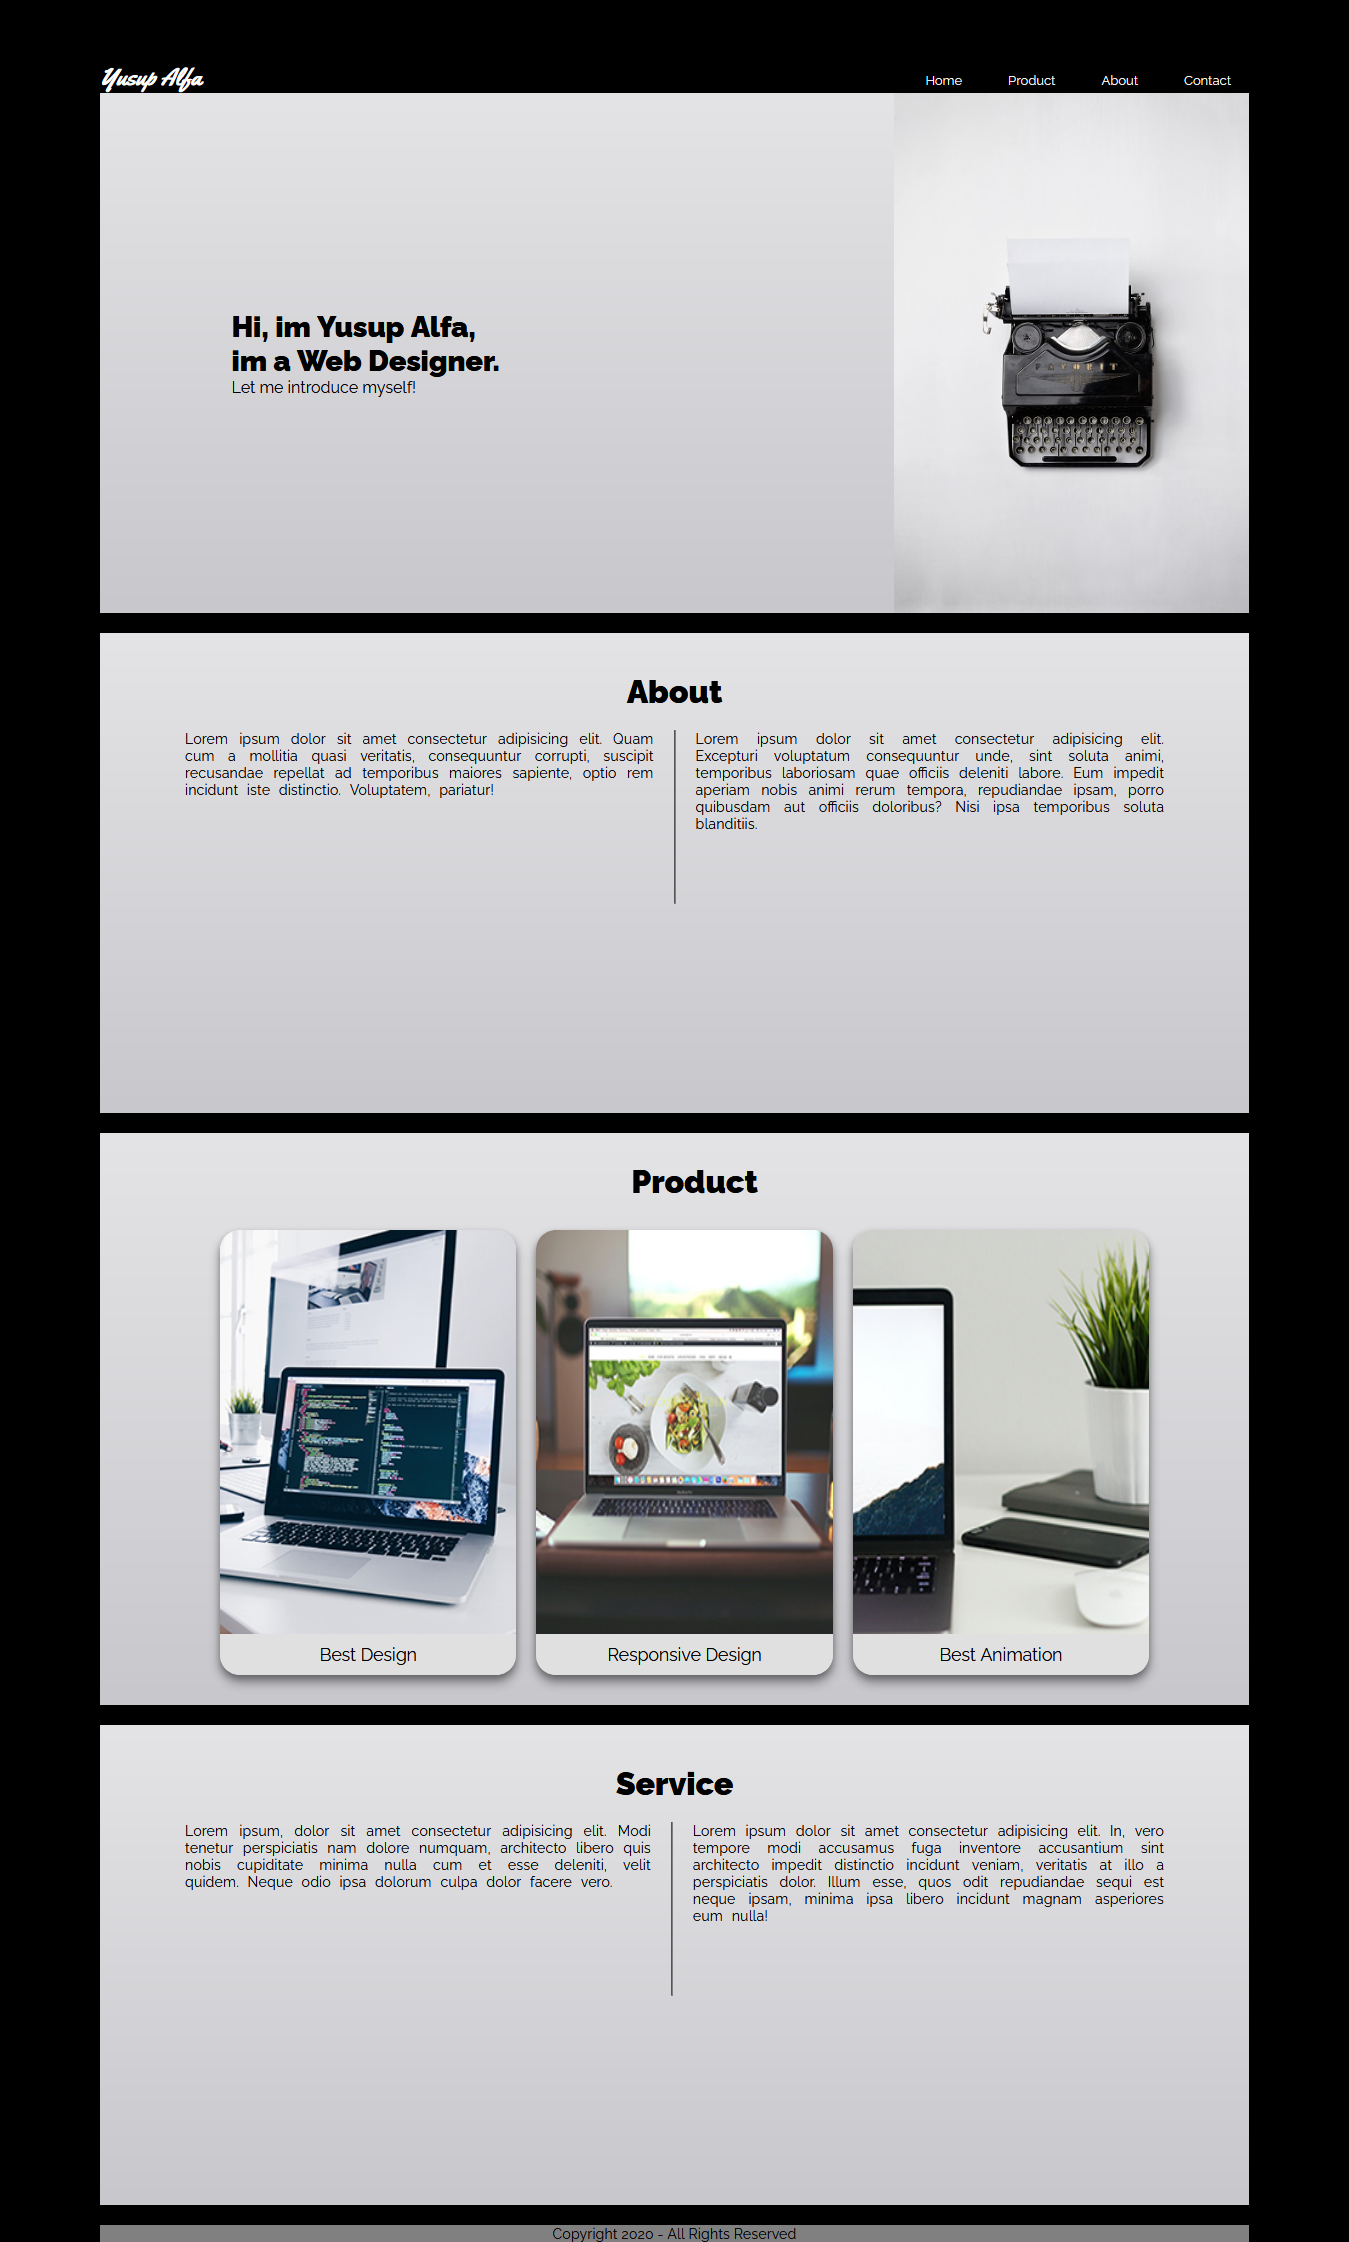 Yusup Alfa
Home Product About Contact
Hi, im Yusup Alfa,
im a Web Designer.
Let me introduce myself!
FAVORIT
About
Lorem ipsum dolor sit amet consectetur adipisicing elit. Quam
cum a mollitia quasi veritatis, consequuntur corrupti, suscipit
recusandae repellat ad temporibus maiores sapiente, optio rem
incidunt iste distinctio. Voluptatem, pariatur!
Lorem ipsum dolor sit amet consectetur adipisicing elit.
Excepturi voluptatum consequuntur unde, sint soluta animi,
temporibus laboriosam quae officiis deleniti labore. Eum impedit
aperiam nobis animi rerum tempora, repudiandae ipsam, porro
quibusdam aut officiis doloribus? Nisi ipsa temporibus soluta
blanditiis.
Product
Best Design
Responsive Design
Best Animation
Service
Lorem ipsum, dolor sit amet consectetur adipisicing elit. Modi
tenetur perspiciatis nam dolore numquam, architecto libero quis
nobis cupiditate minima nulla cum et esse deleniti, velit
quidem. Neque odio ipsa dolorum culpa dolor facere vero.
Lorem ipsum dolor sit amet consectetur adipisicing elit. In, vero
tempore modi accusamus fuga inventore accusantium sint
architecto impedit distinctio incidunt veniam, veritatis at illo a
perspiciatis dolor. Illum esse, quos odit repudiandae sequi est
neque ipsam, minima ipsa libero incidunt magnam asperiores
eum nulla!
Copyright 2020 - All Rights Reserved